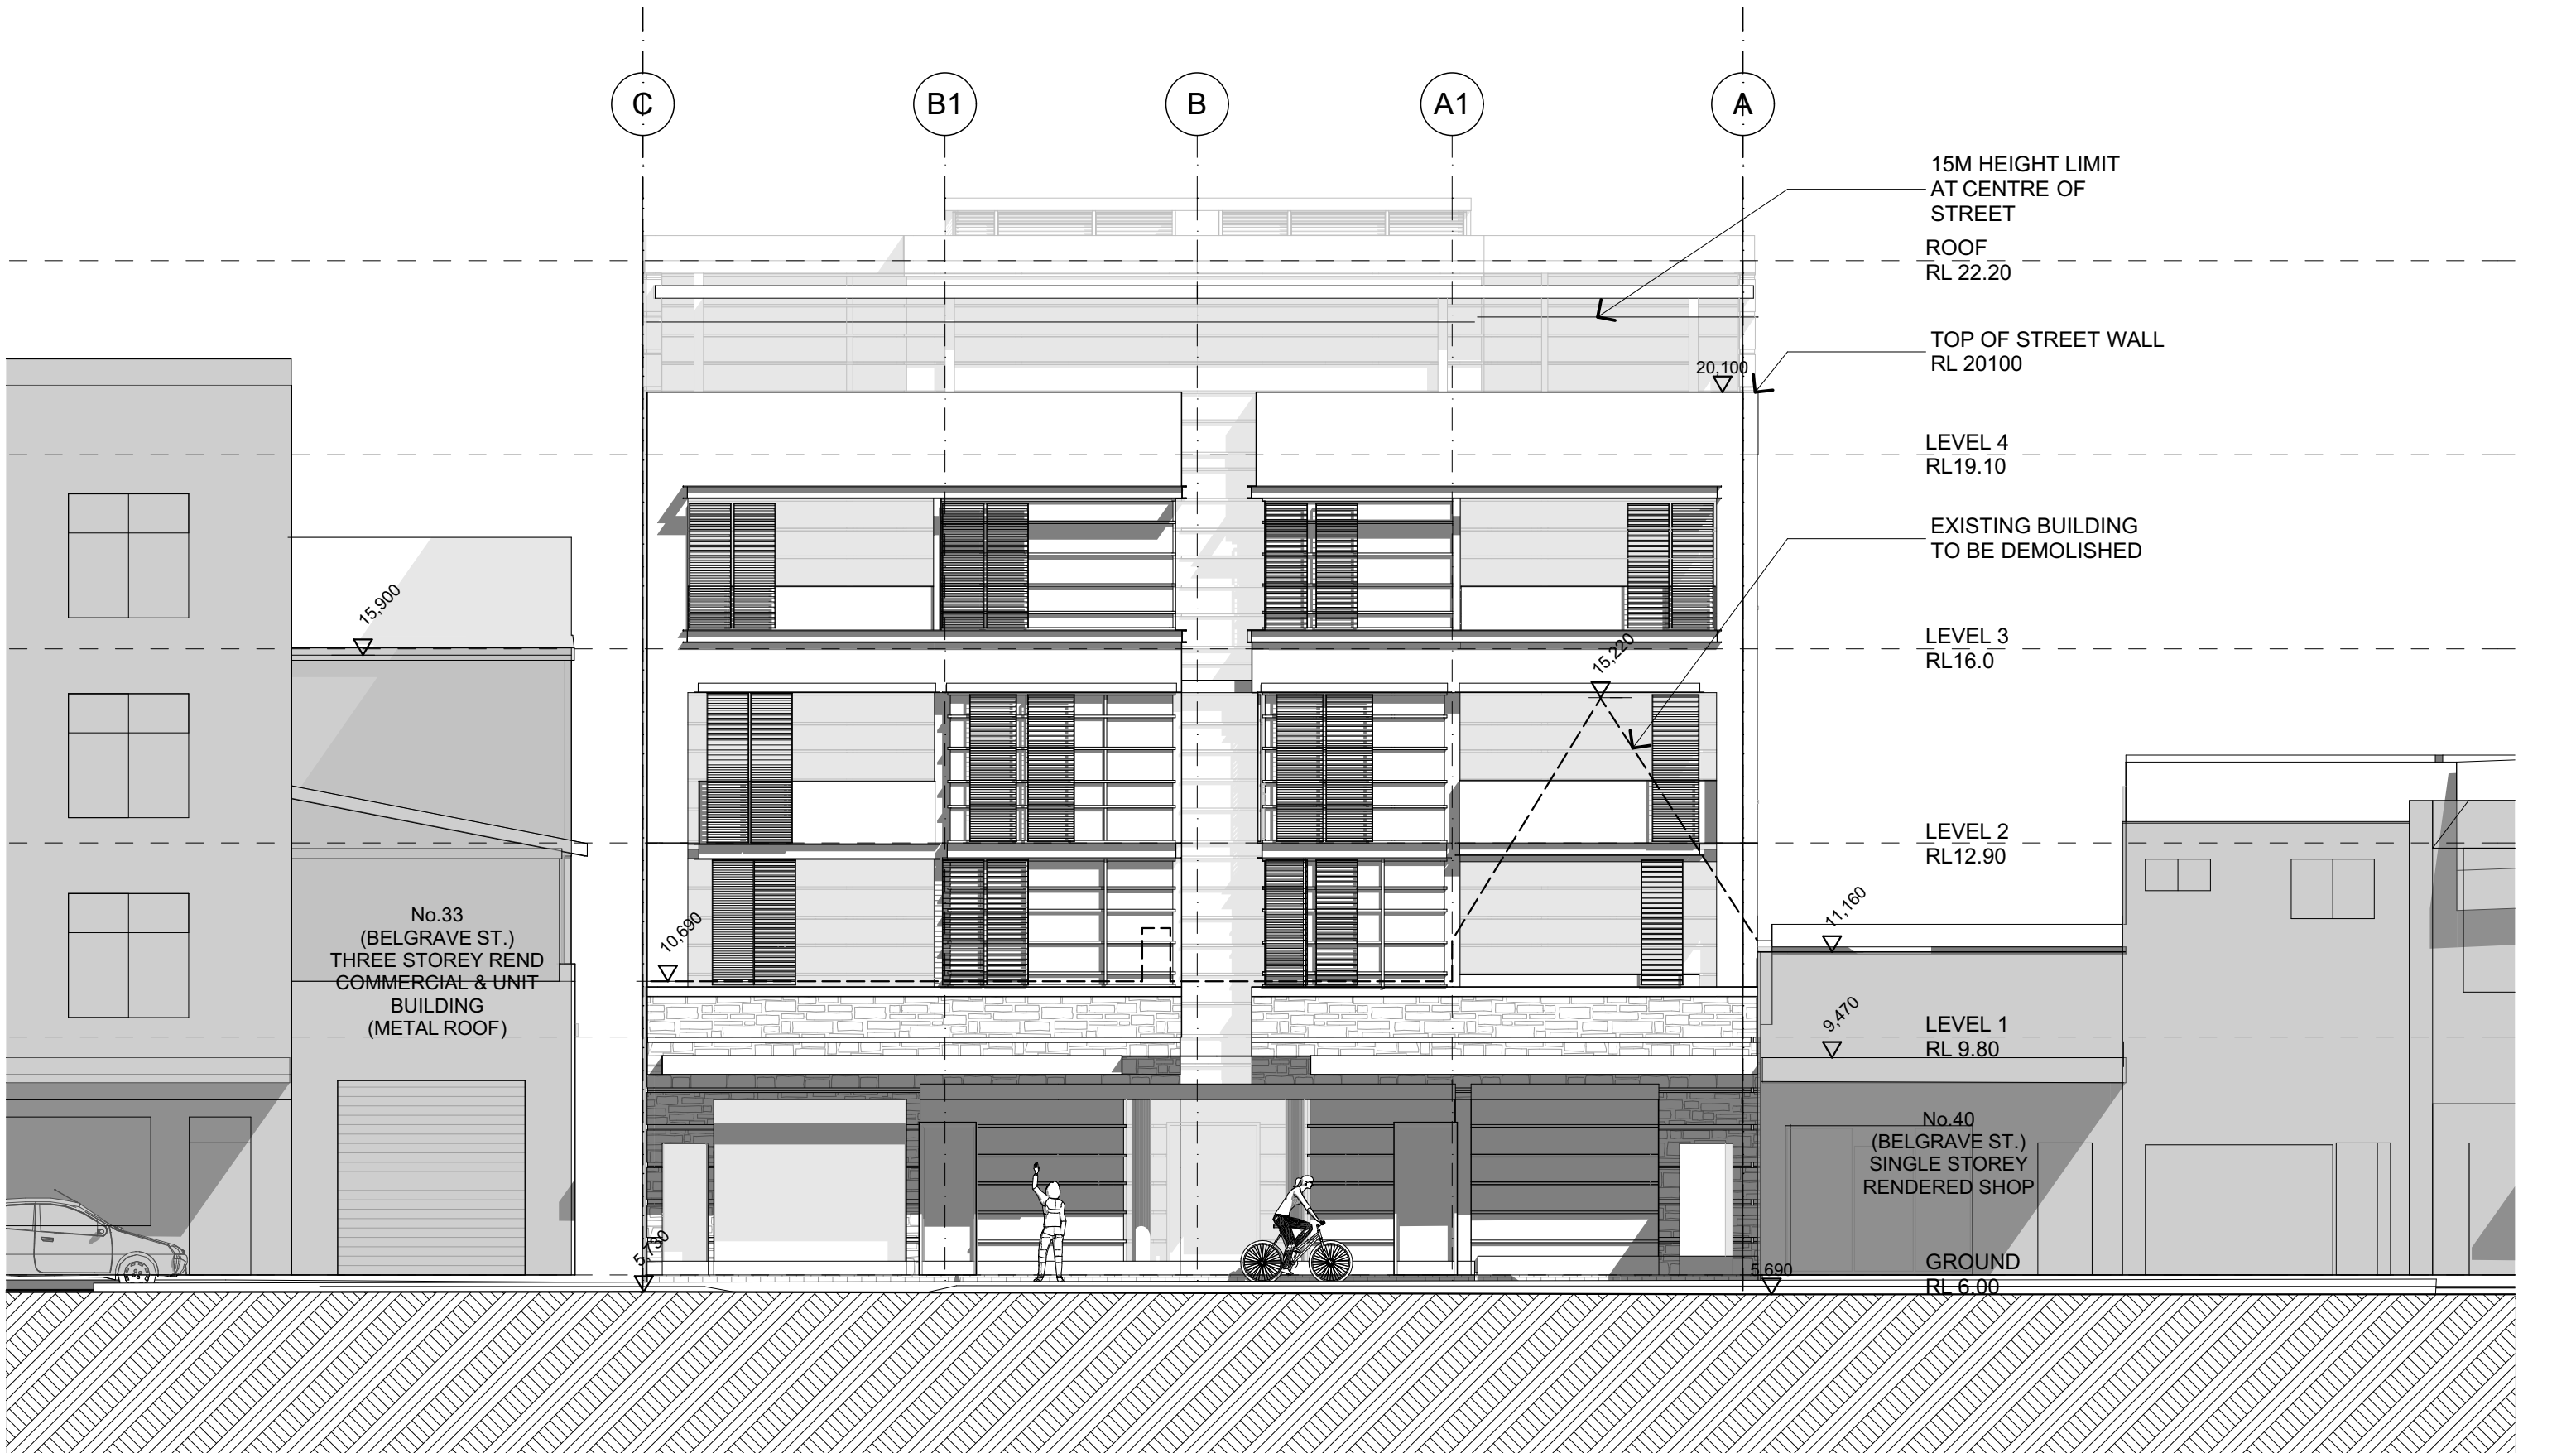 C
B1
B
A1
A
15M HEIGHT LIMIT
AT CENTRE OF
STREET
ROOF
RL 22.20
TOP OF STREET WALL
RL 20100
20,100
LEVEL 4
RL19.10
EXISTING BUILDING
TO BE DEMOLISHED
15,900
LEVEL 3
RL16.0
15,220
LEVEL 2
RL12.90
No.33
(BELGRAVE ST.)
THREE STOREY REND
COMMERCIAL & UNIT
BUILDING
(METAL ROOF)
10,690
11,160
9,470
LEVEL 1
RL 9.80
No.40
(BELGRAVE ST.)
SINGLE STOREY
RENDERED SHOP
5,730
5,690
GROUND
RL 6.00